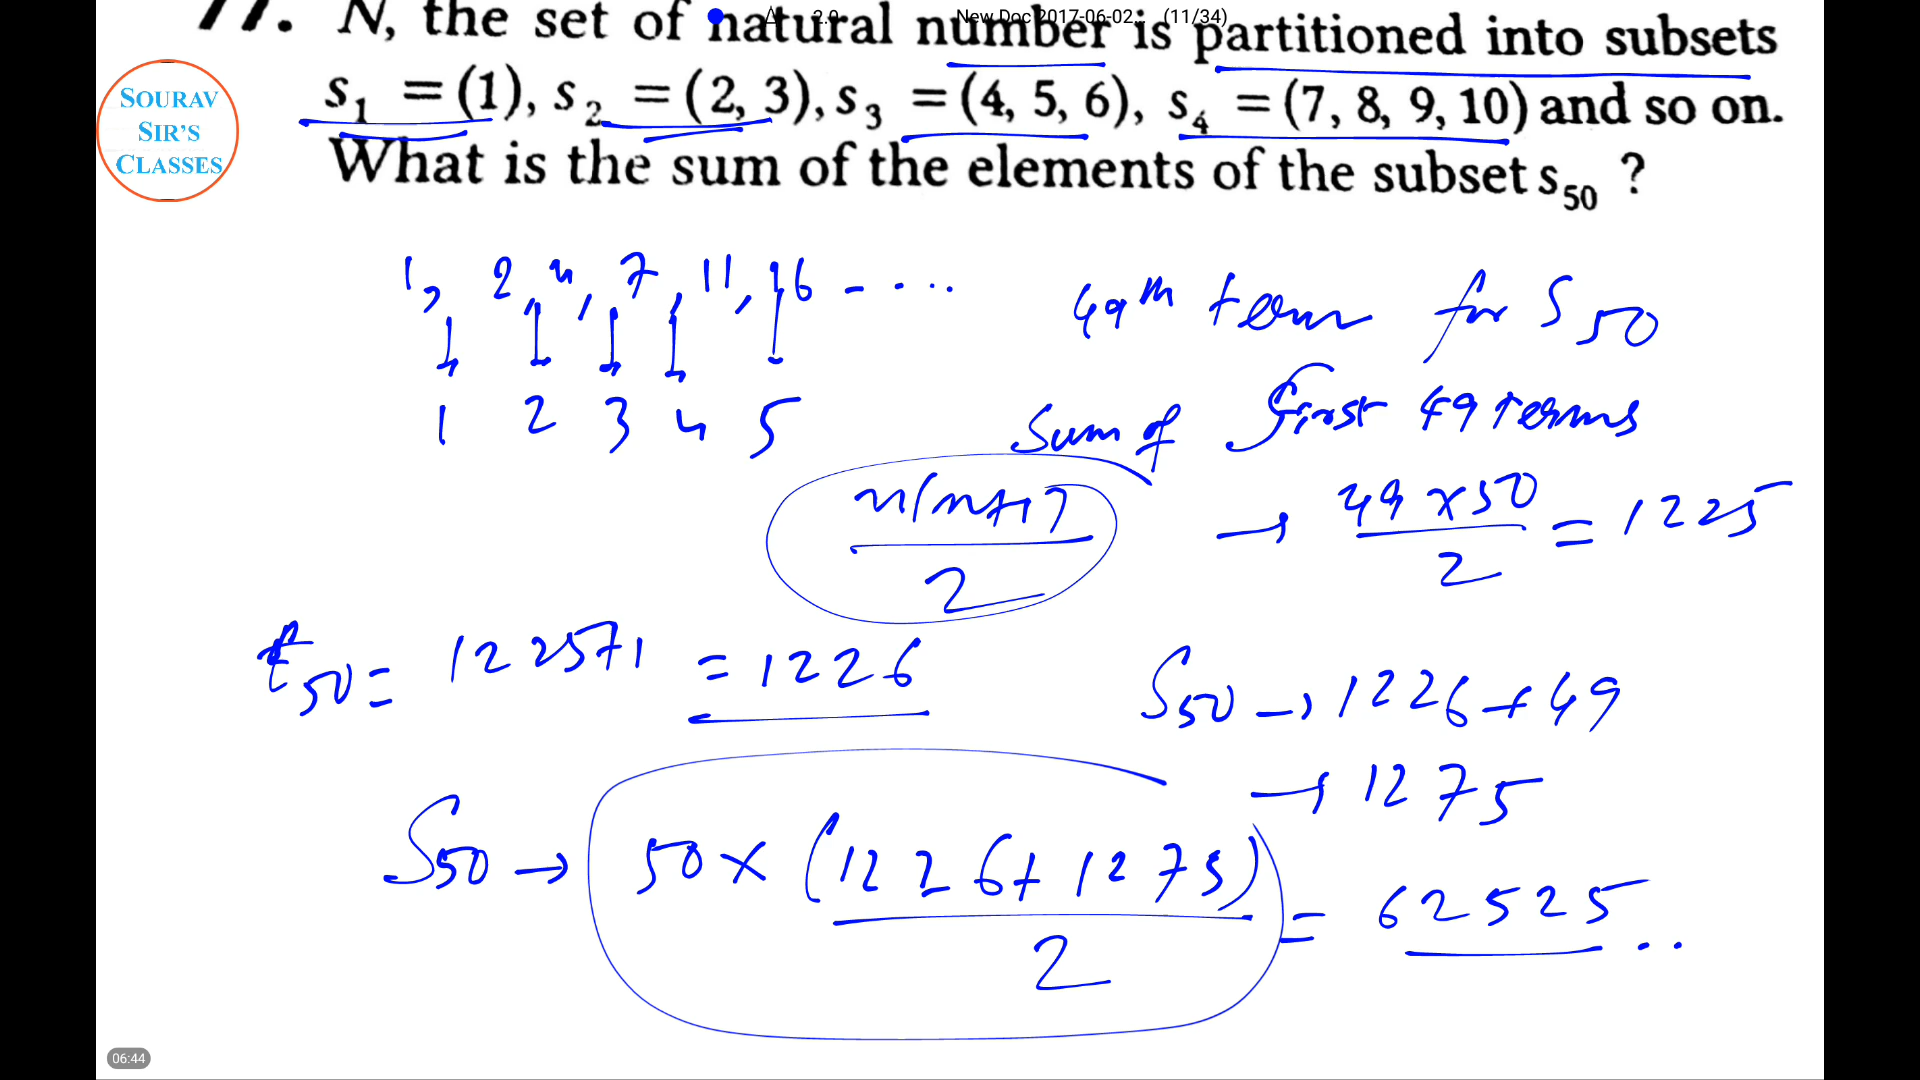 2.0 New Doc 2017-06-02... (11/34)
77. N, the set of natural number is partitioned into subsets
SOURAV
SIR'S
CLASSES
s₁ = (1), s₂ = (2, 3), s₃ = (4, 5, 6), s₄ = (7, 8, 9, 10) and so on.
What is the sum of the elements of the subset s₅₀ ?
1, 2, 4, 7, 11, 16 - - - -
1 2 3 4 5
49th term for S50
Sum of first 49 terms
n(n+1)/2 → 49 x 50/2 = 1225
t50 = 1225+1 = 1226
S50 → 1226 + 49
→ 1275
S50 → 50 x (1226 + 1275)/2 = 62525..
06:44